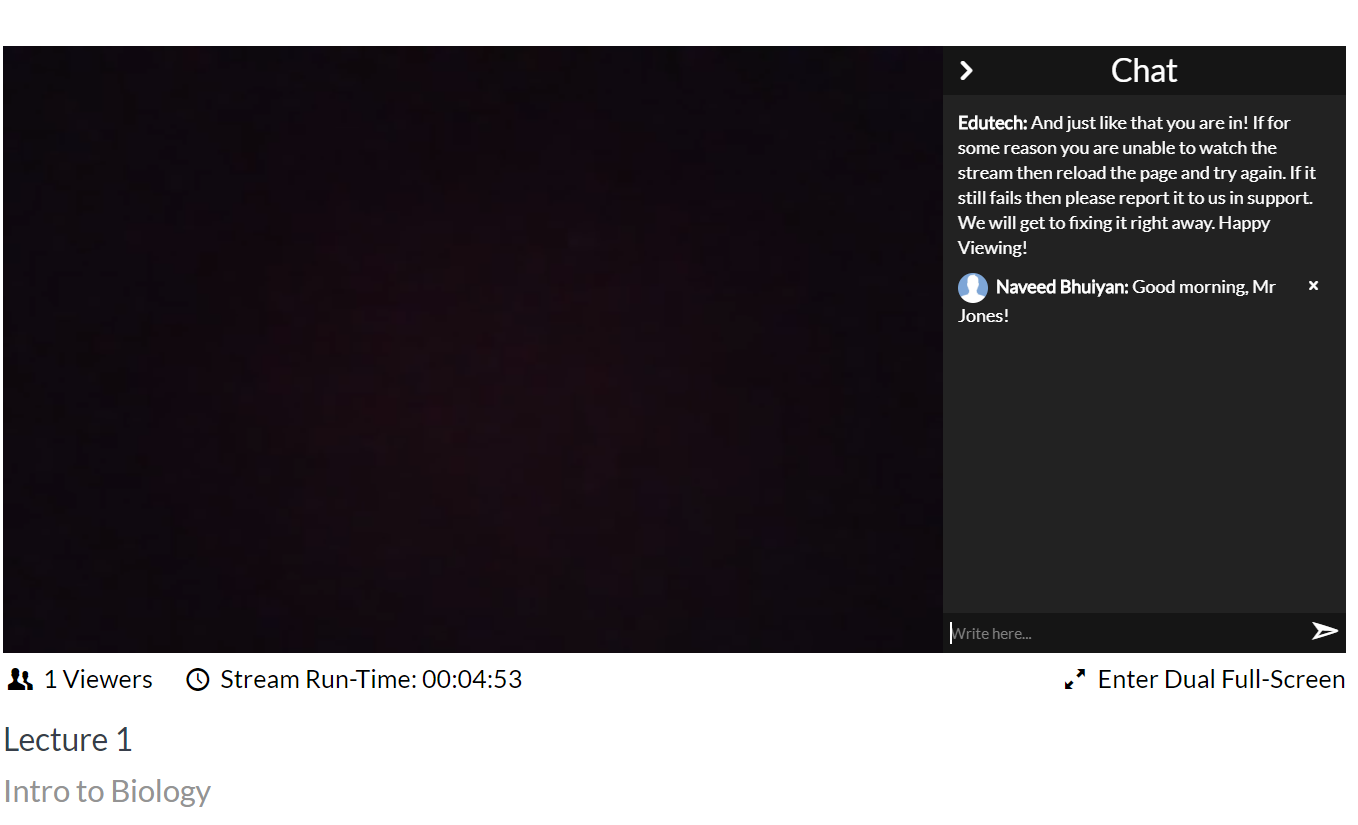 Chat
Edutech: And just like that you are in! If for
some reason you are unable to watch the
stream then reload the page and try again. If it
still fails then please report it to us in support.
We will get to fixing it right away. Happy
Viewing!
Naveed Bhuiyan: Good morning, Mr
Jones!
Write here...
1 Viewers
Stream Run-Time: 00:04:53
Enter Dual Full-Screen
Lecture 1
Intro to Biology